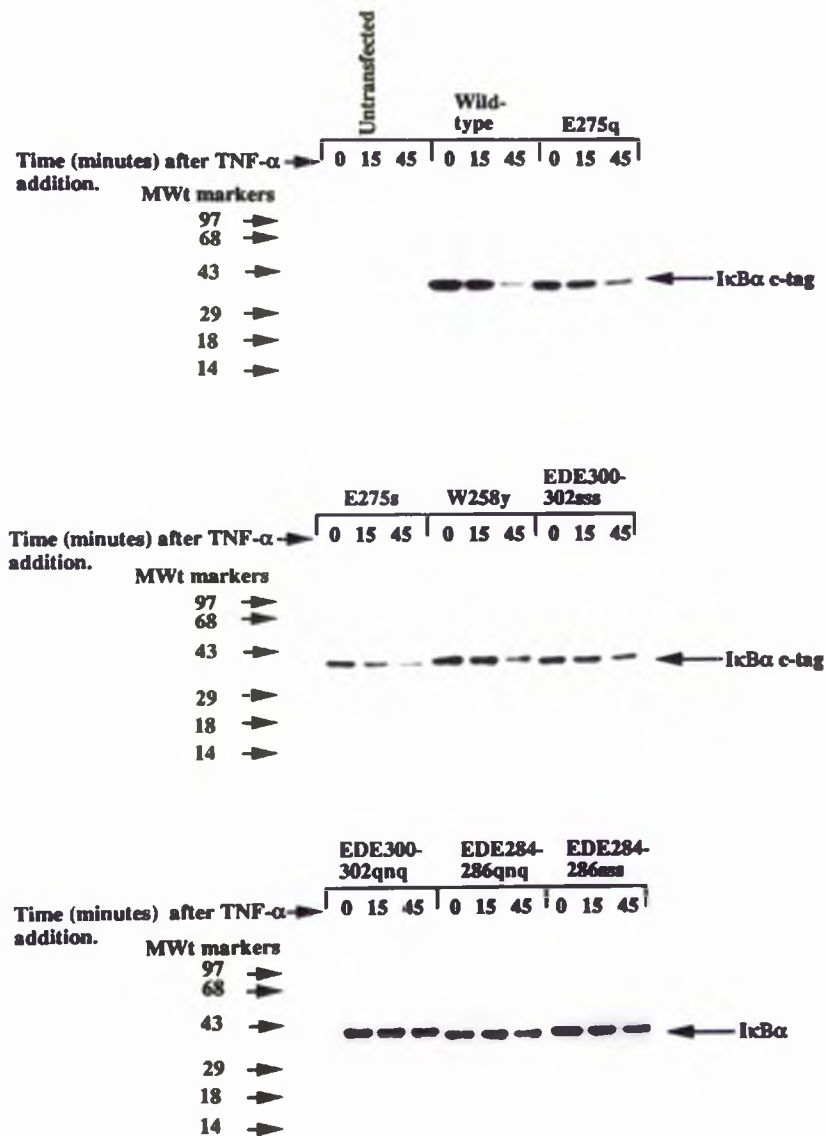 Untransfected
Wild-
type
E275q
Time (minutes) after TNF-α
addition.
0 15 45 0 15 45 0 15 45
MWt markers
97
68
43
29
18
14
IκBα c-tag
E275s
W258y
EDE300-
302sss
Time (minutes) after TNF-α
addition.
0 15 45 0 15 45 0 15 45
MWt markers
97
68
43
29
18
14
IκBα c-tag
EDE300-
302qnq
EDE284-
286qnq
EDE284-
286sss
Time (minutes) after TNF-α
addition.
0 15 45 0 15 45 0 15 45
MWt markers
97
68
43
29
18
14
IκBα